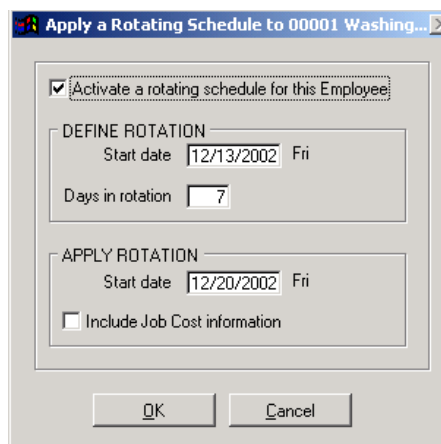 Apply a Rotating Schedule to 00001 Washing...
Activate a rotating schedule for this Employee
DEFINE ROTATION
Start date 12/13/2002 Fri
Days in rotation 7
APPLY ROTATION
Start date 12/20/2002 Fri
Include Job Cost information
OK Cancel